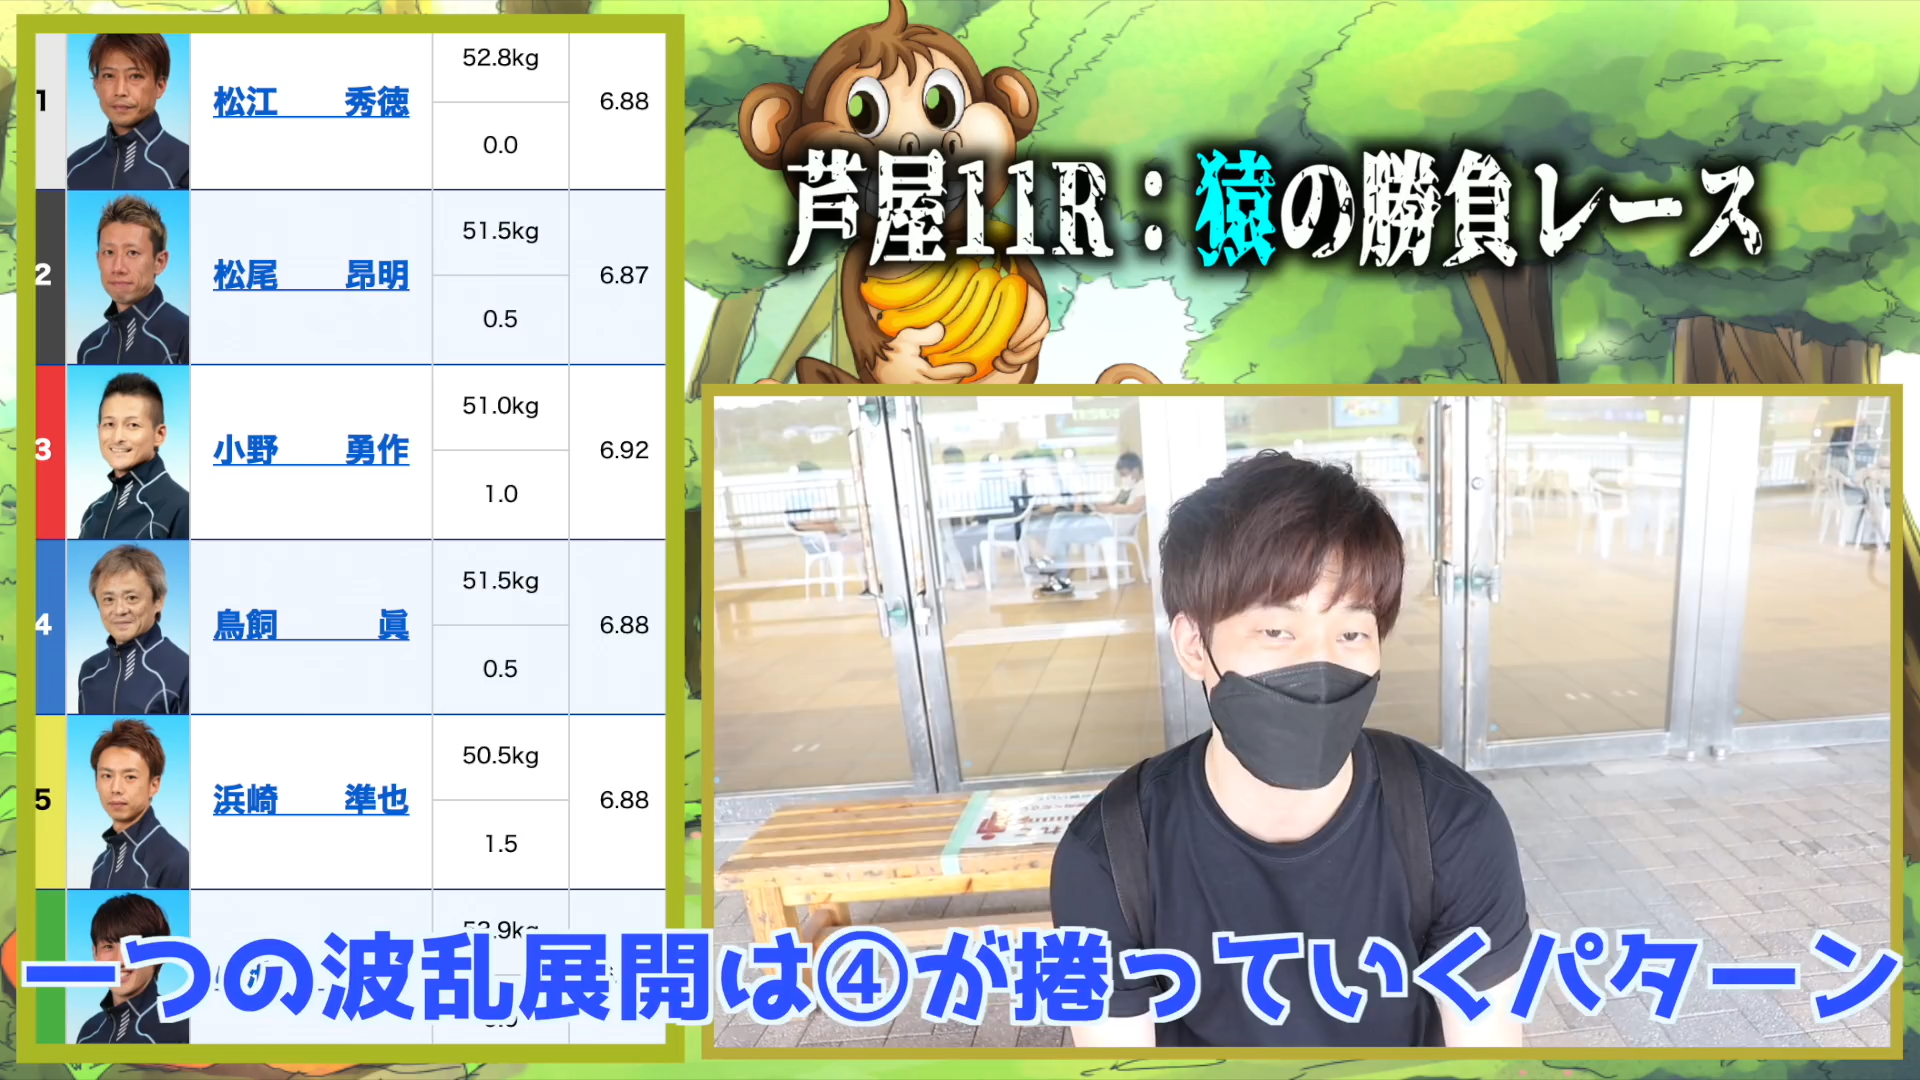 芦屋11R：猿の勝負レース
1
松江 秀徳
52.8kg
0.0
6.88
2
松尾 昂明
51.5kg
0.5
6.87
3
小野 勇作
51.0kg
1.0
6.92
4
鳥飼 眞
51.5kg
0.5
6.88
5
浜崎 準也
50.5kg
1.5
6.88
一つの波乱展開は④が捲っていくパターン